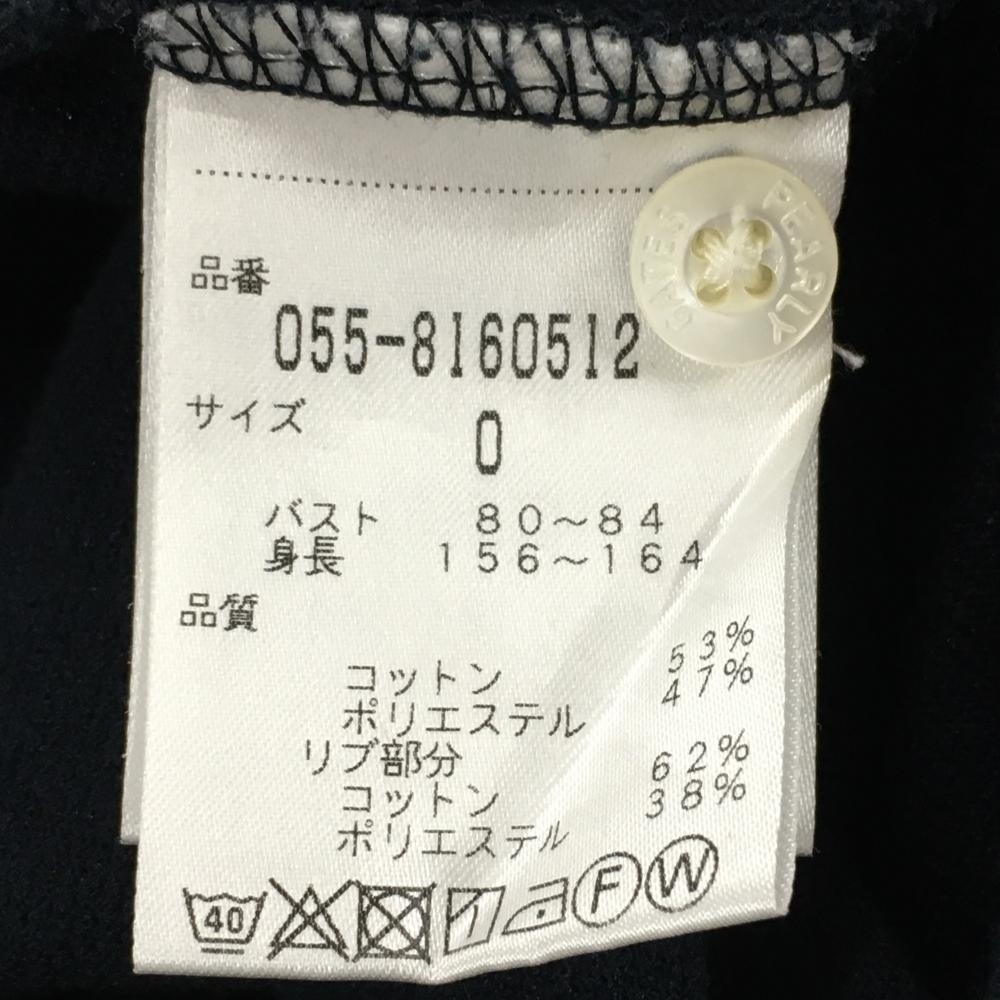 PEARLY GATES
品番
055-8160512
サイズ
0
バスト 80~84
身長 156~164
品質
コットン 53%
ポリエステル 47%
リブ部分
コットン 62%
ポリエステル 38%
40 1 F W